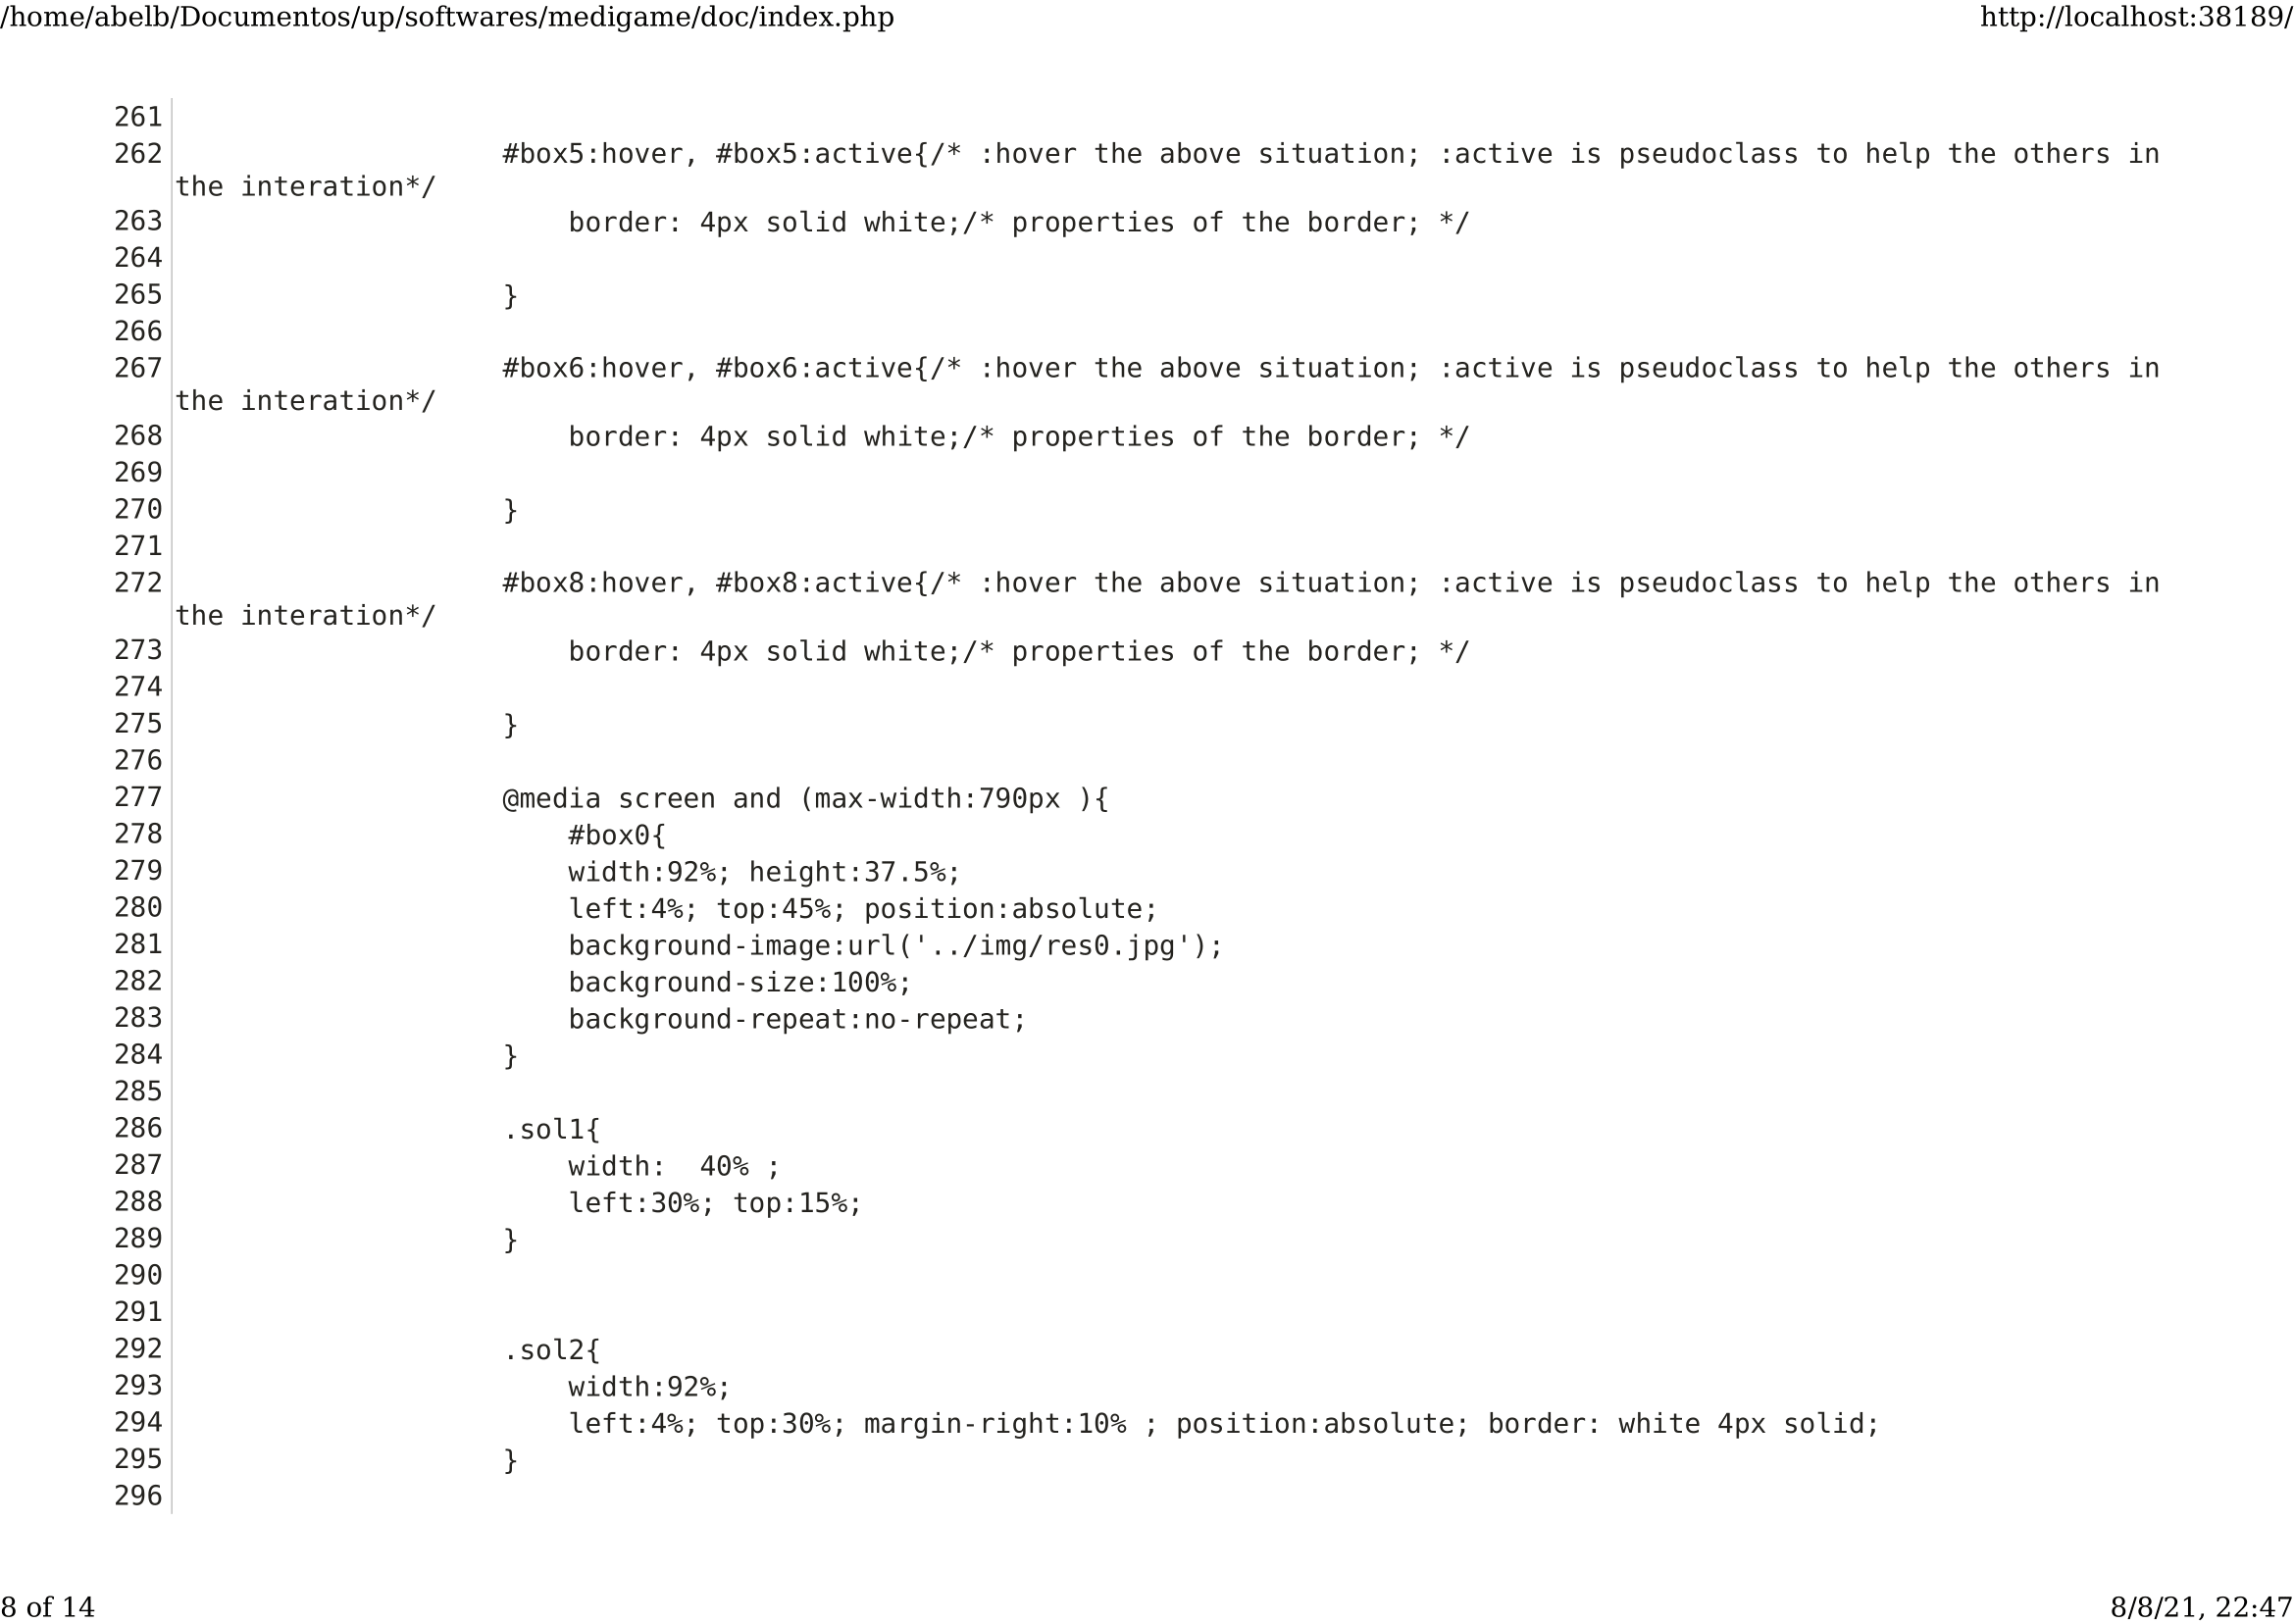 /home/abelb/Documentos/up/softwares/medigame/doc/index.php http://localhost:38189/
261
262 #box5:hover, #box5:active{/* :hover the above situation; :active is pseudoclass to help the others in
the interation*/
263 border: 4px solid white;/* properties of the border; */
264
265 }
266
267 #box6:hover, #box6:active{/* :hover the above situation; :active is pseudoclass to help the others in
the interation*/
268 border: 4px solid white;/* properties of the border; */
269
270 }
271
272 #box8:hover, #box8:active{/* :hover the above situation; :active is pseudoclass to help the others in
the interation*/
273 border: 4px solid white;/* properties of the border; */
274
275 }
276
277 @media screen and (max-width:790px ){
278 #box0{
279 width:92%; height:37.5%;
280 left:4%; top:45%; position:absolute;
281 background-image:url('../img/res0.jpg');
282 background-size:100%;
283 background-repeat:no-repeat;
284 }
285
286 .sol1{
287 width:  40% ;
288 left:30%; top:15%;
289 }
290
291
292 .sol2{
293 width:92%;
294 left:4%; top:30%; margin-right:10% ; position:absolute; border: white 4px solid;
295 }
296
8 of 14 8/8/21, 22:47